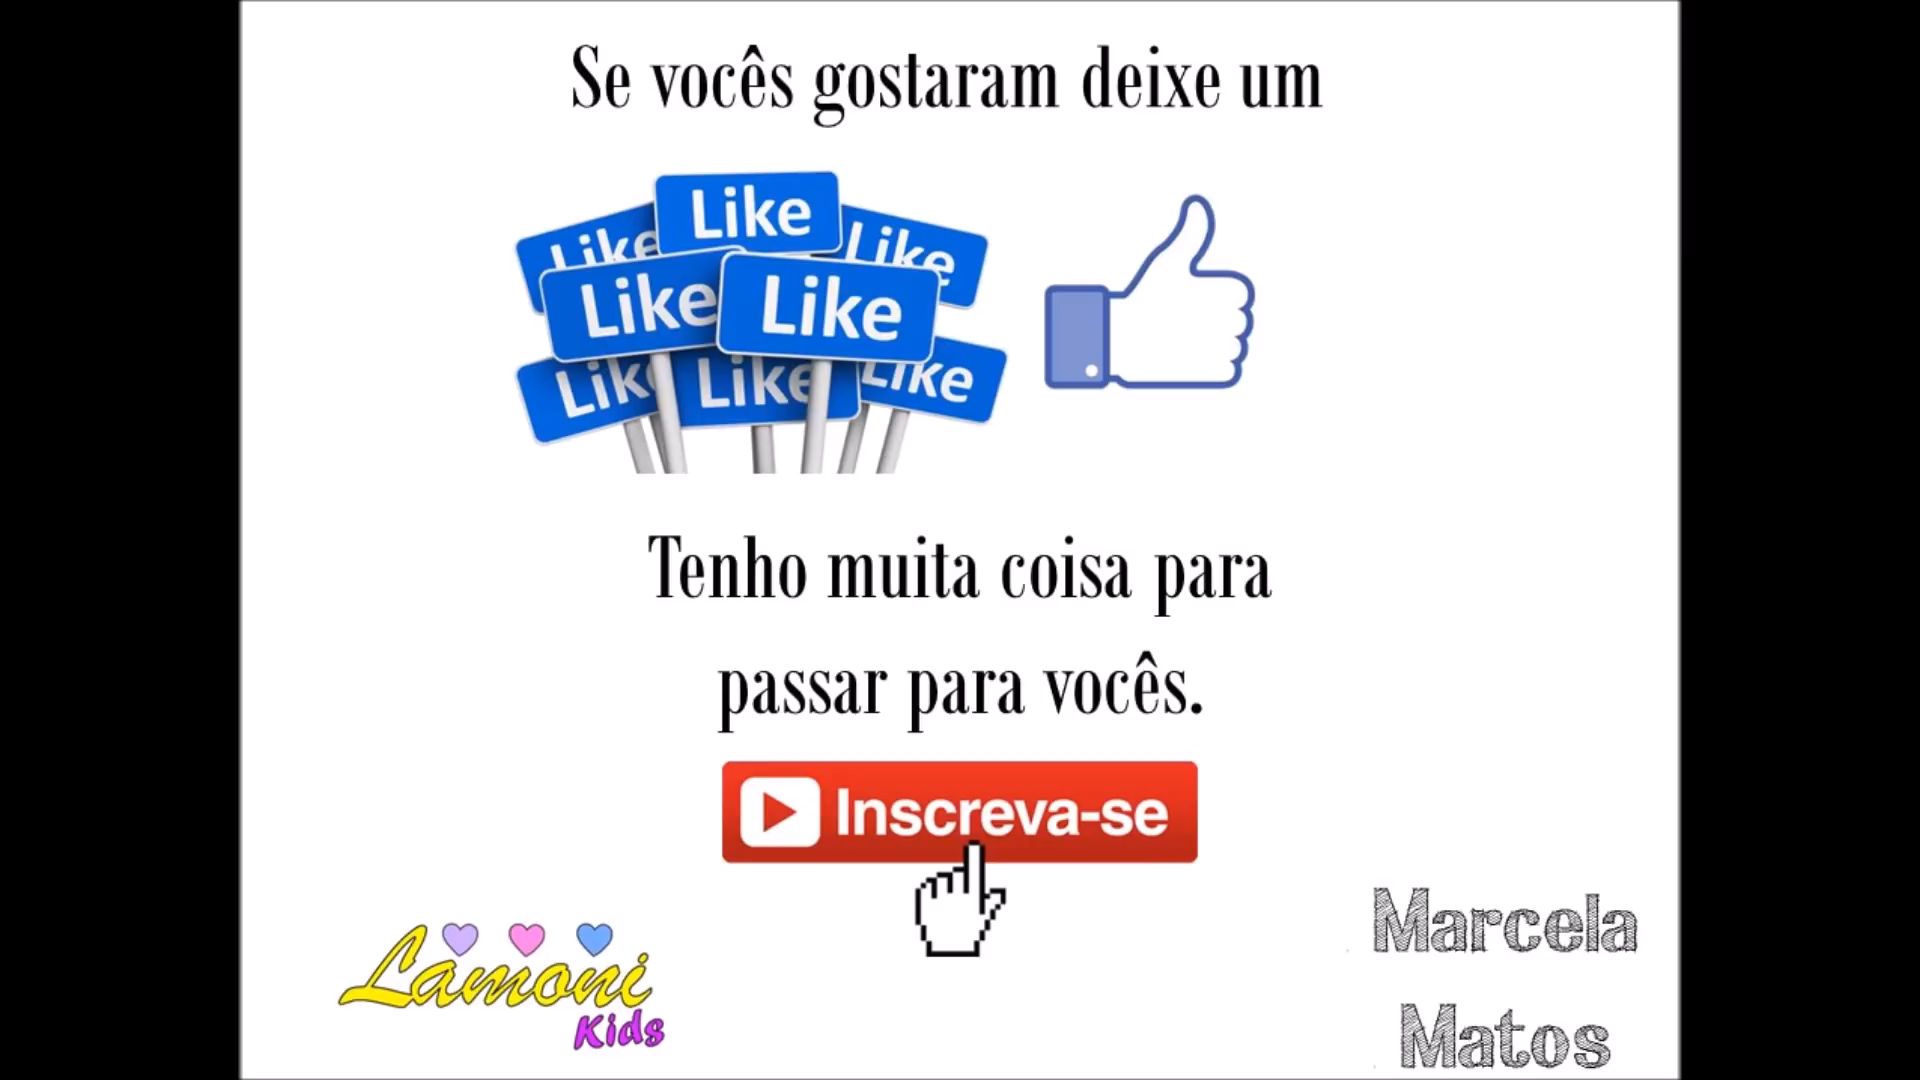 Se vocês gostaram deixe um
Like
Like
Like
Like
Like
Like
Like
Like
Tenho muita coisa para
passar para vocês.
Inscreva-se
Lamoni
Kids
Marcela
Matos